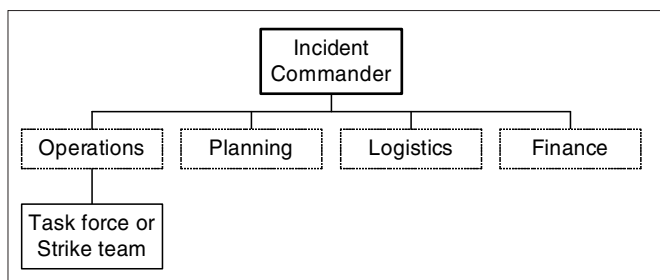 Incident
Commander
Operations
Planning
Logistics
Finance
Task force or
Strike team